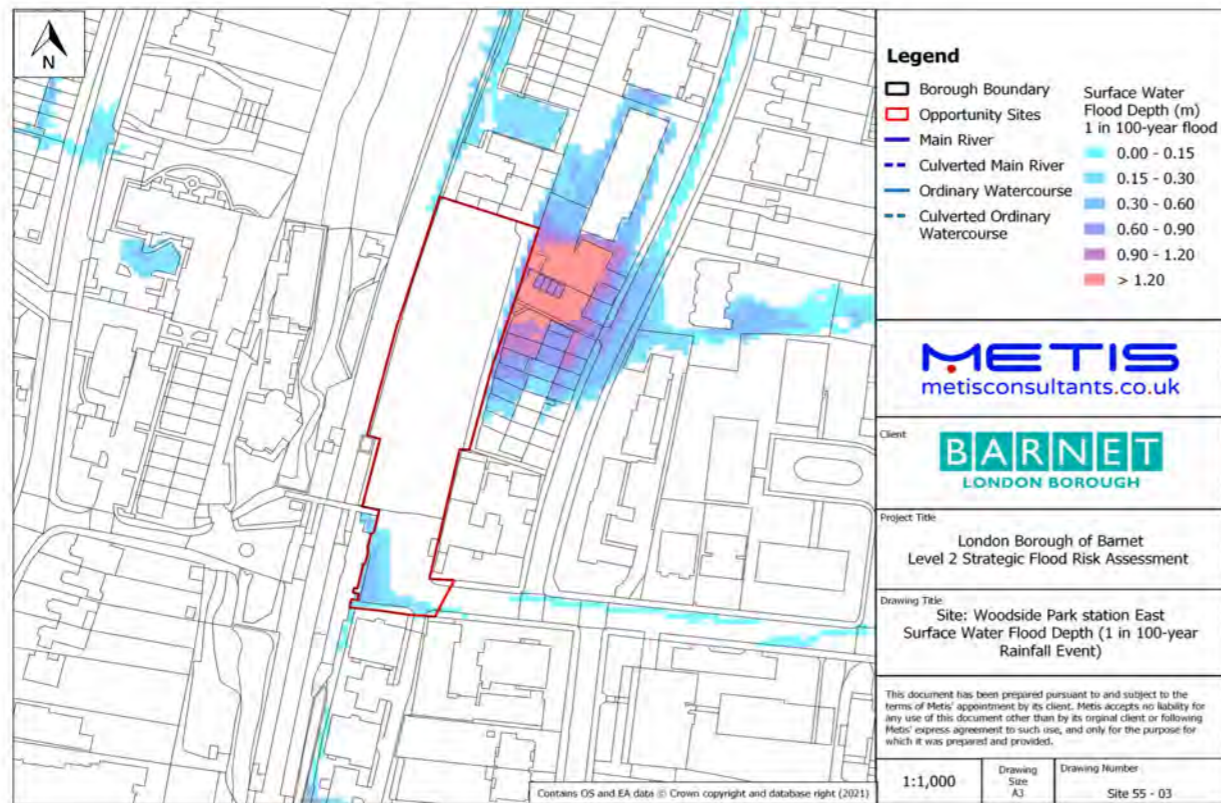 N
Legend
Borough Boundary
Opportunity Sites
Main River
Culverted Main River
Ordinary Watercourse
Culverted Ordinary
Watercourse
Surface Water
Flood Depth (m)
1 in 100-year flood
0.00 - 0.15
0.15 - 0.30
0.30 - 0.60
0.60 - 0.90
0.90 - 1.20
> 1.20
METIS
metisconsultants.co.uk
Client
BARNET
LONDON BOROUGH
Project Title
London Borough of Barnet
Level 2 Strategic Flood Risk Assessment
Drawing Title
Site: Woodside Park station East
Surface Water Flood Depth (1 in 100-year
Rainfall Event)
This document has been prepared pursuant to and subject to the
terms of Metis' appointment by its client. Metis accepts no liability for
any use of this document other than by its orginal client or following
Metis' express agreement to such use, and only for the purpose for
which it was prepared and provided.
1:1,000
Drawing
Size
A3
Drawing Number
Site 55 - 03
Contains OS and EA data © Crown copyright and database right (2021)